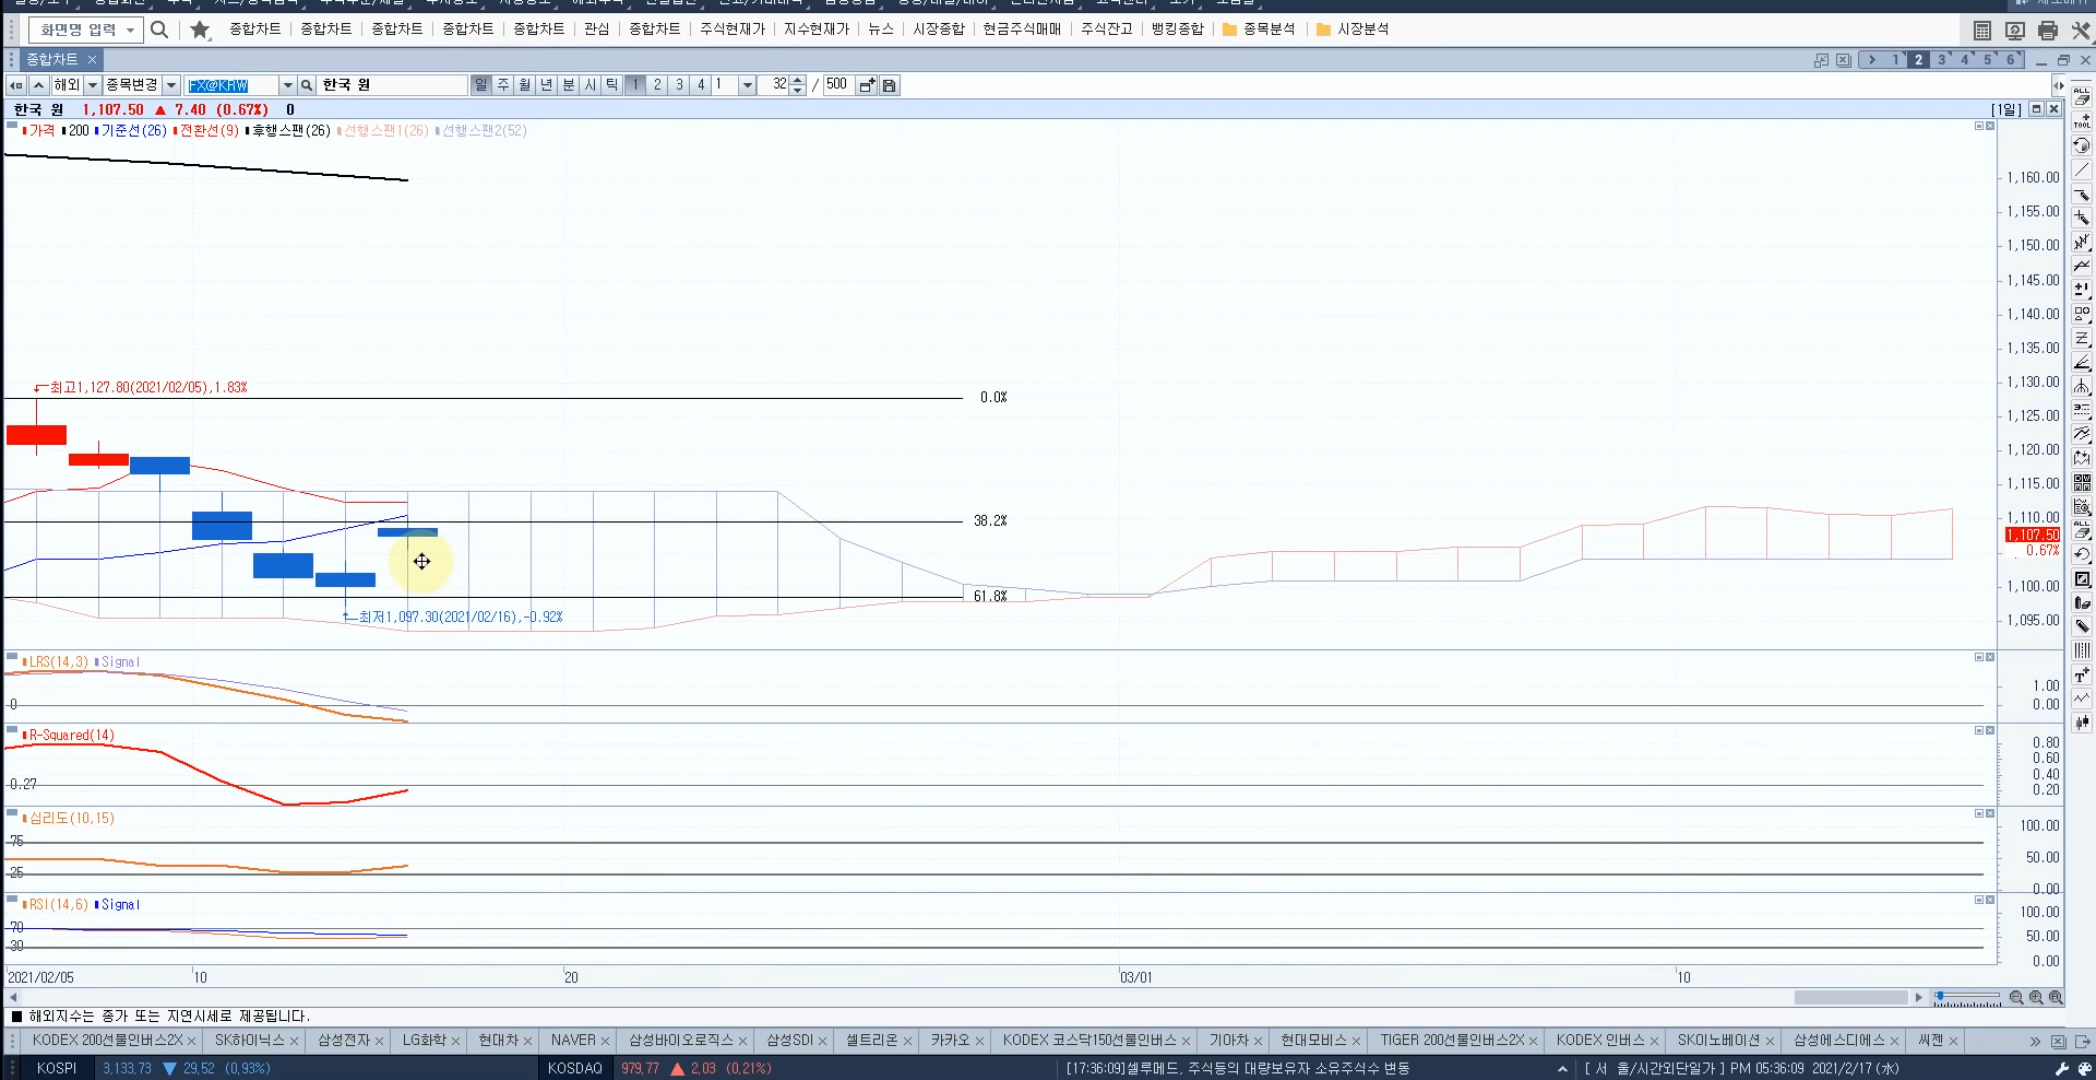 화면명 입력 종합차트 종합차트 종합차트 종합차트 종합차트 관심 종합차트 주식현재가 지수현재가 뉴스 시장종합 현금주식매매 주식잔고 뱅킹종합 종목분석 시장분석
종합차트 × 1 2 3 4 5 6
해외 종목변경 FX@KRW 한국 원 일 주 월 년 분 시 틱 1 2 3 4 1 32 / 500
한국 원 1,107.50 ▲ 7.40 (0.67%) 0 [1일]
가격 200 기준선(26) 전환선(9) 후행스팬(26) 선행스팬1(26) 선행스팬2(52)
1,160.00
1,155.00
1,150.00
1,145.00
1,140.00
1,135.00
최고1,127.80(2021/02/05),1.83% 1,130.00
0.0%
1,125.00
1,120.00
1,115.00
38.2% 1,110.00
1,107.50
0.67%
1,100.00
61.8%
최저1,097.30(2021/02/16),-0.92% 1,095.00
LRS(14,3) Signal
1.00
0 0.00
R-Squared(14)
0.80
0.60
0.40
0.27 0.20
심리도(10,15)
100.00
75
50.00
25
0.00
RSI(14,6) Signal
100.00
70
50.00
30
0.00
2021/02/05 10 20 03/01 10
■ 해외지수는 종가 또는 지연시세로 제공됩니다.
KODEX 200선물인버스2X × SK하이닉스 × 삼성전자 × LG화학 × 현대차 × NAVER × 삼성바이오로직스 × 삼성SDI × 셀트리온 × 카카오 × KODEX 코스닥150선물인버스 × 기아차 × 현대모비스 × TIGER 200선물인버스2X × KODEX 인버스 × SK이노베이션 × 삼성에스디에스 × 씨젠 ×
KOSPI 3,133,73 ▼ 29,52 (0,93%) KOSDAQ 979,77 ▲ 2,03 (0,21%) [17:36:09]셀루메드, 주식등의 대량보유자 소유주식수 변동 [ 서 울/시간외단일가 ] PM 05:36:09 2021/2/17 (水)